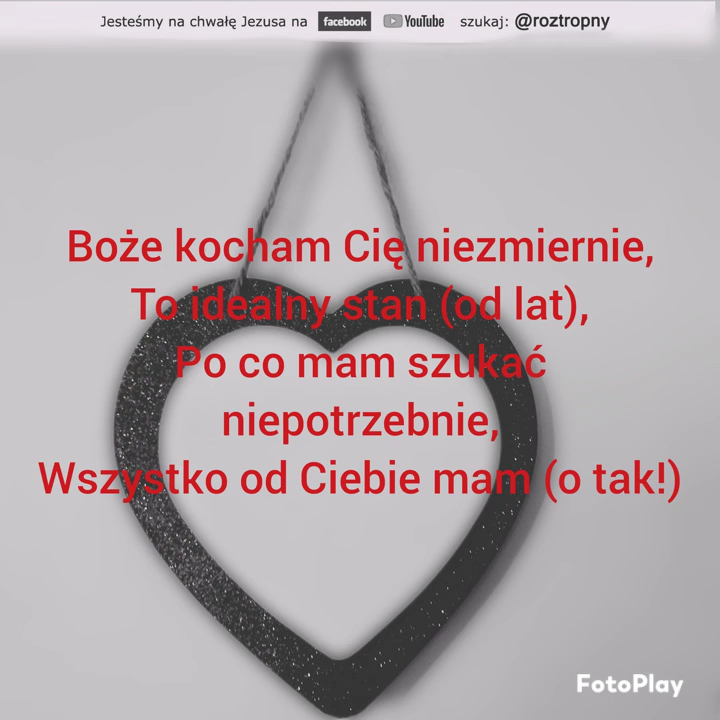 Jesteśmy na chwałę Jezusa na facebook YouTube szukaj: @roztropny
Boże kocham Cię niezmiernie,
To idealny stan (od lat),
Po co mam szukać
niepotrzebnie,
Wszystko od Ciebie mam (o tak!)
FotoPlay